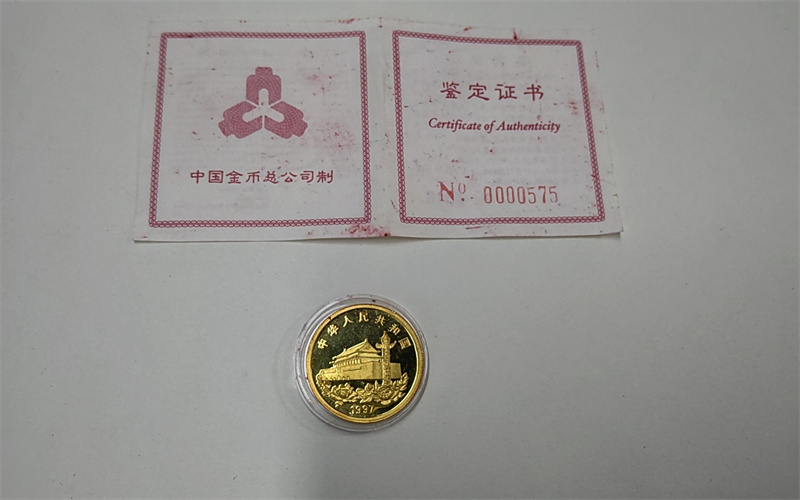 中国金币总公司制
鉴定证书
Certificate of Authenticity
Nº. 0000575
中华人民共和国
1997